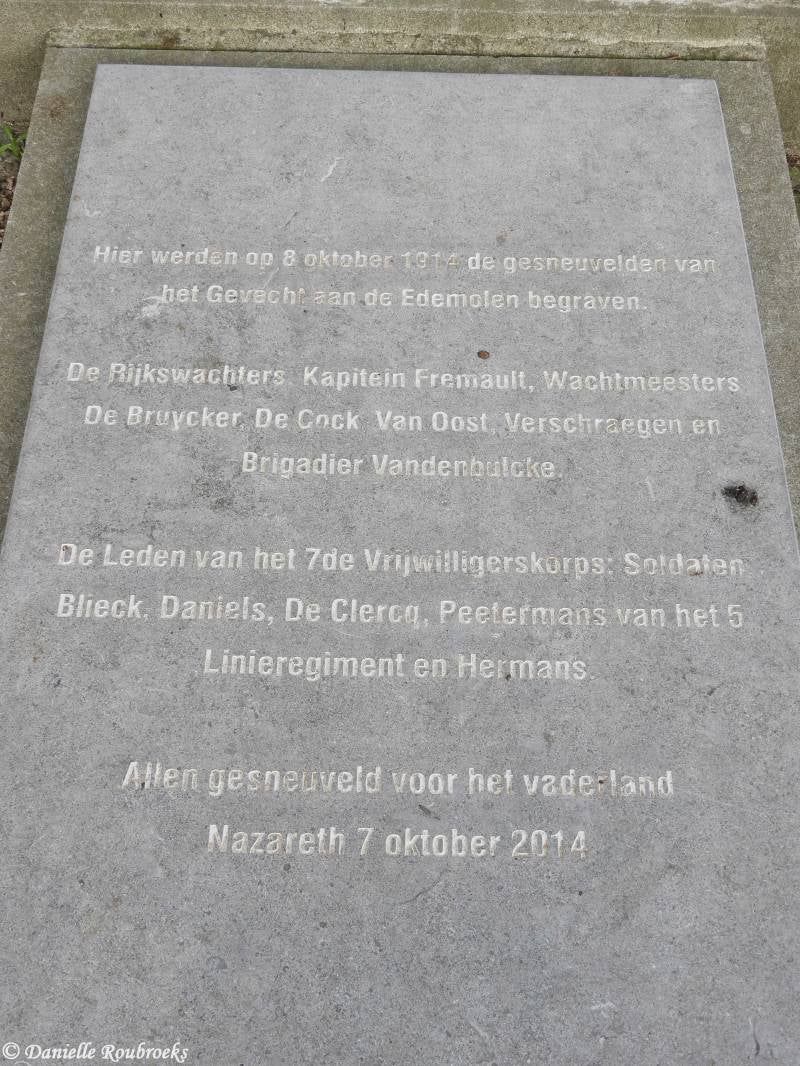 Hier werden op 8 oktober 1914 de gesneuvelden van
het Gevecht aan de Edemolen begraven.
De Rijkswachters: Kapitein Fremault, Wachtmeesters
De Bruycker, De Cock, Van Oost, Verschraegen en
Brigadier Vandenbulcke.
De Leden van het 7de Vrijwilligerskorps: Soldaten
Blieck, Daniels, De Clercq, Peetermans van het 5
Linieregiment en Hermans.
Allen gesneuveld voor het vaderland
Nazareth 7 oktober 2014
© Danielle Roubroeks